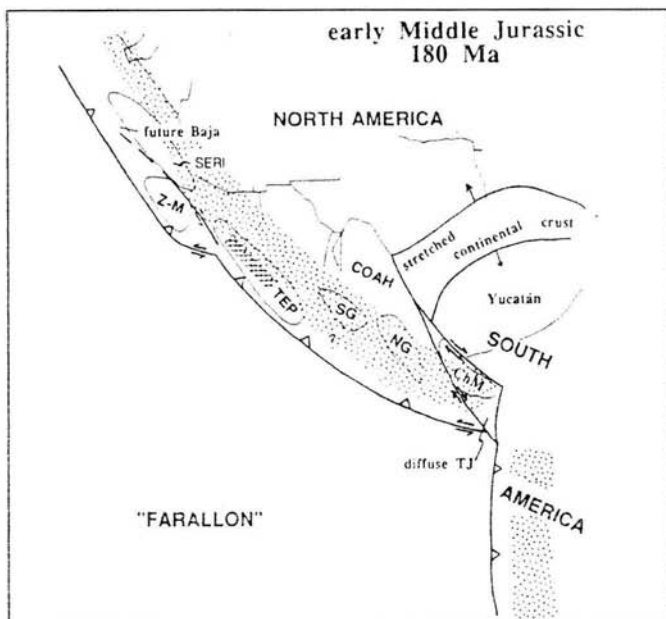 early Middle Jurassic
180 Ma
NORTH AMERICA
future Baja
SERI
Z-M
stretched continental crust
COAH
Yucatán
TEP
SG
?
NG
SOUTH
ChM
diffuse TJ
AMERICA
"FARALLON"